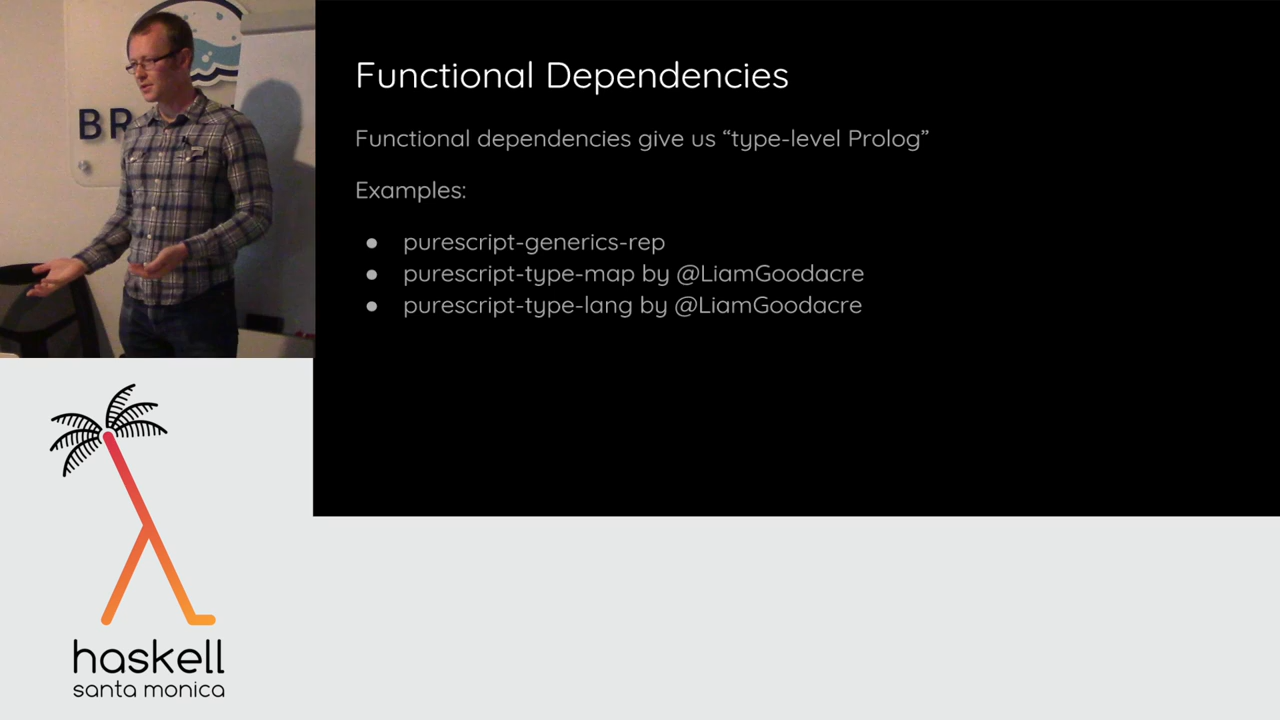 BR
Functional Dependencies
Functional dependencies give us “type-level Prolog”
Examples:
● purescript-generics-rep
● purescript-type-map by @LiamGoodacre
● purescript-type-lang by @LiamGoodacre
haskell
santa monica